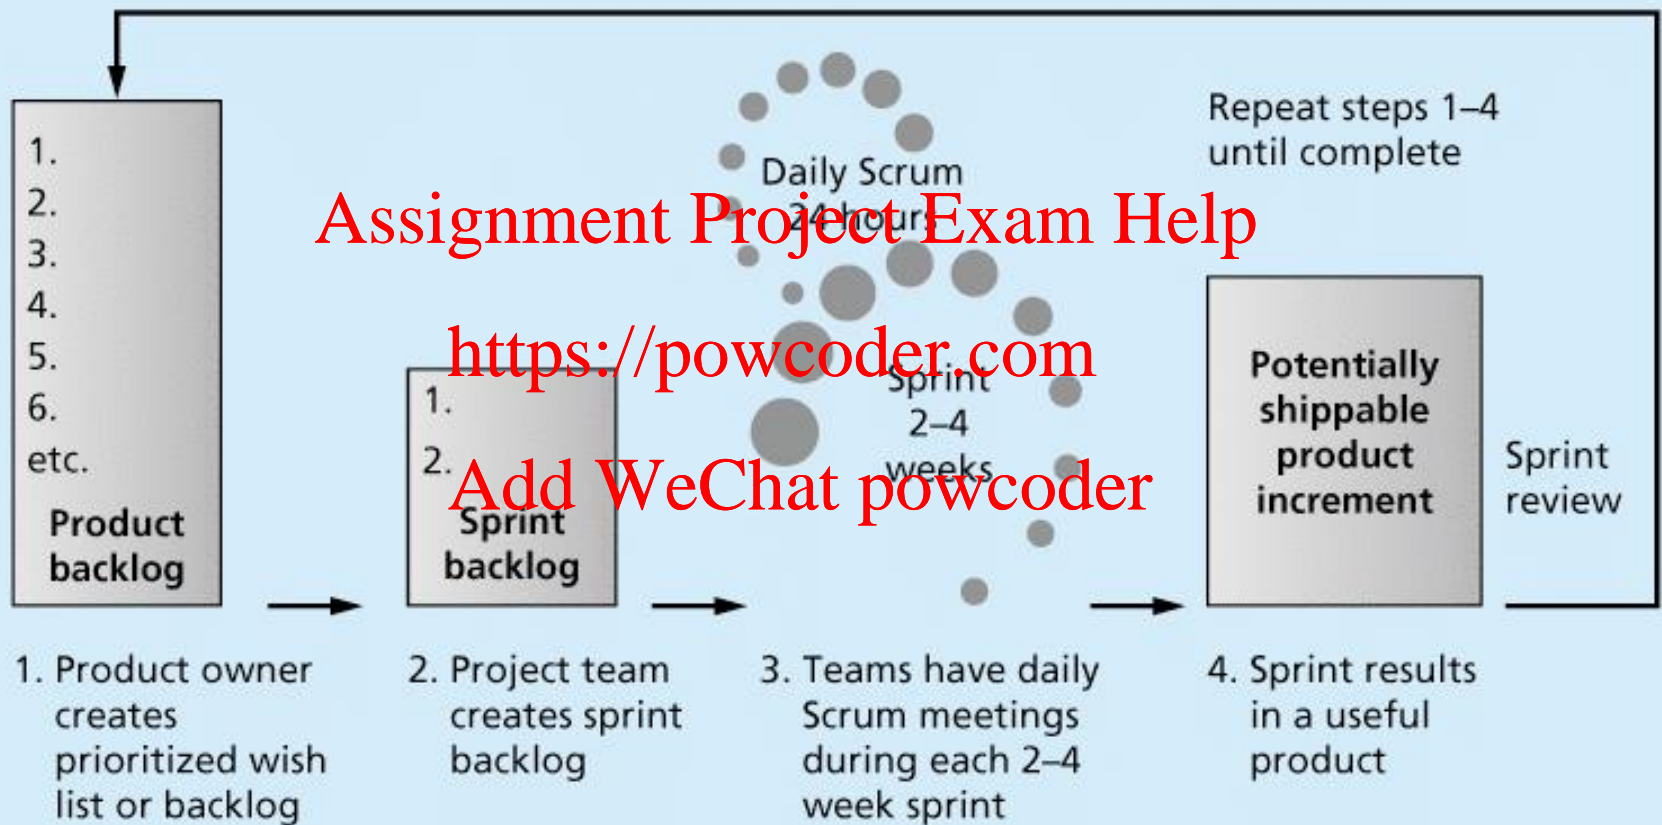 Repeat steps 1–4
until complete
1.
2.
3.
4.
5.
6.
etc.
Product
backlog
1.
2.
Sprint
backlog
Daily Scrum
24 hours
Sprint
2–4
weeks
Potentially
shippable
product
increment
Sprint
review
Assignment Project Exam Help
https://powcoder.com
Add WeChat powcoder
1. Product owner
creates
prioritized wish
list or backlog
2. Project team
creates sprint
backlog
3. Teams have daily
Scrum meetings
during each 2–4
week sprint
4. Sprint results
in a useful
product